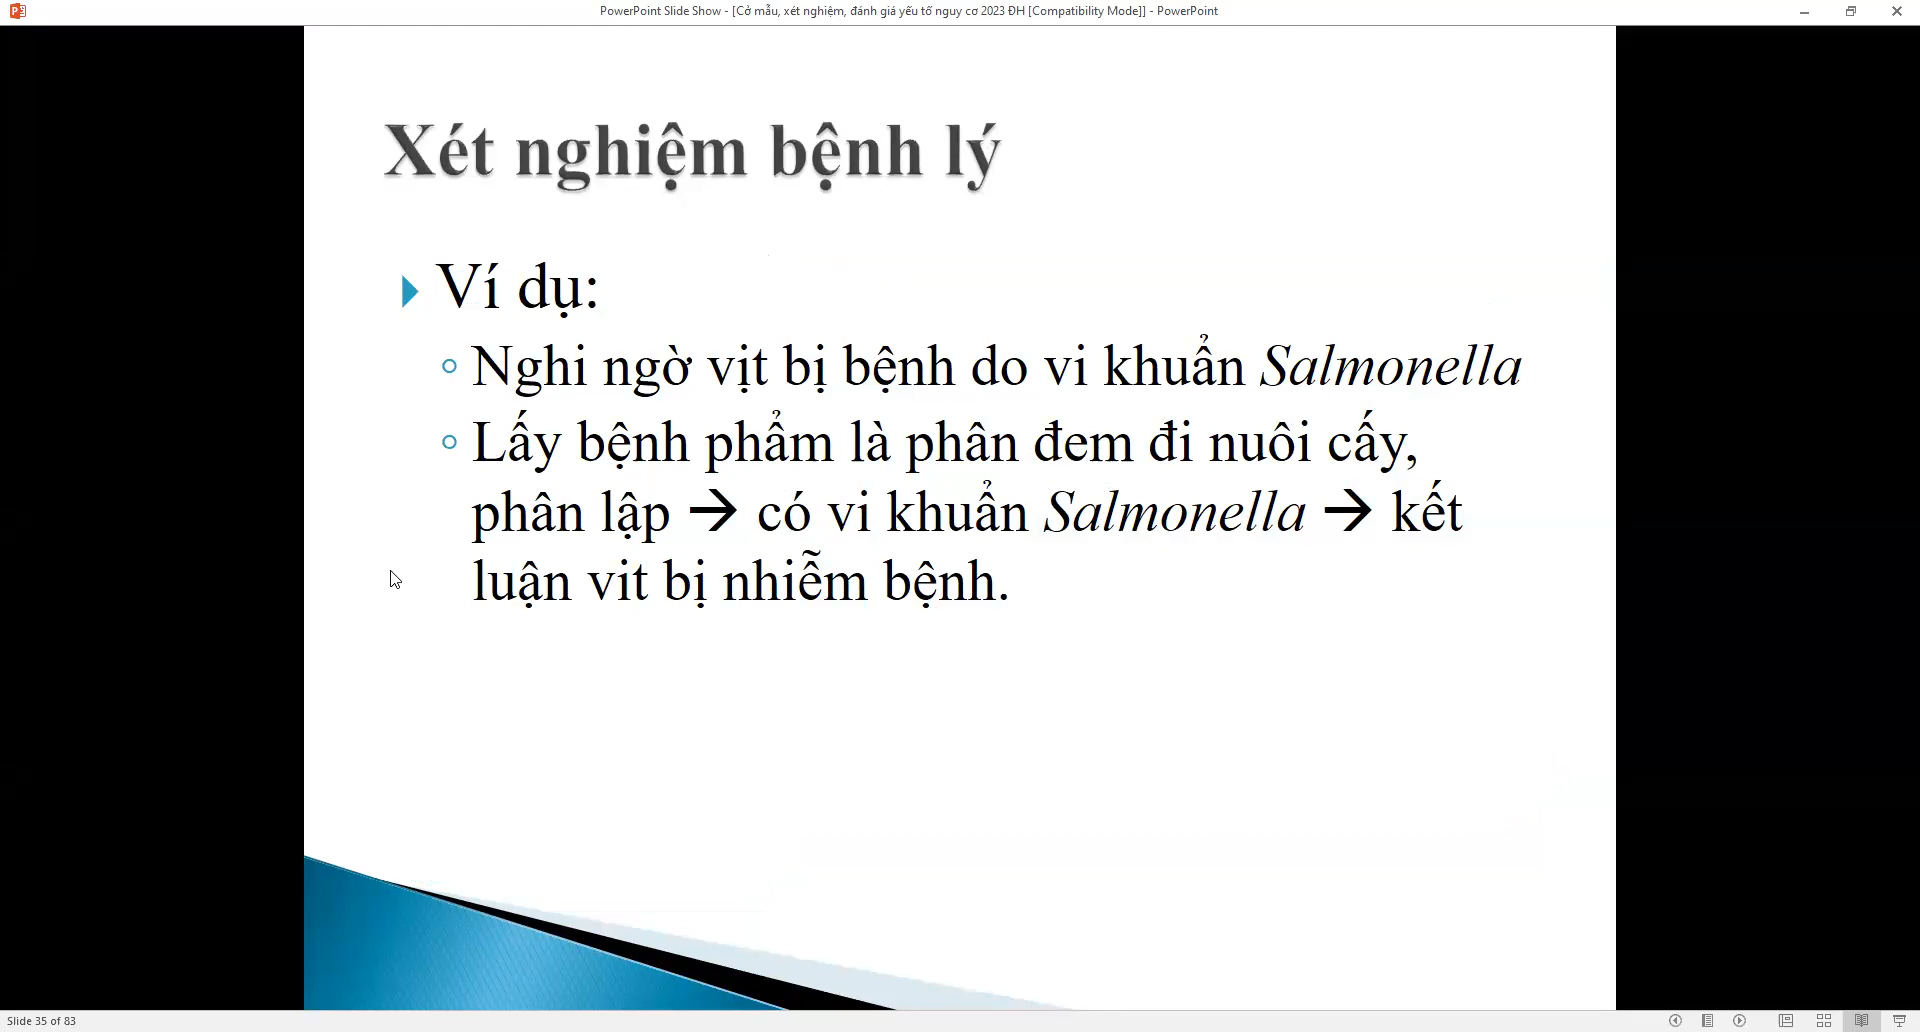 PowerPoint Slide Show - [Cở mẫu, xét nghiệm, đánh giá yếu tố nguy cơ 2023 ĐH [Compatibility Mode]] - PowerPoint
Xét nghiệm bệnh lý
Ví dụ:
Nghi ngờ vịt bị bệnh do vi khuẩn Salmonella
Lấy bệnh phẩm là phân đem đi nuôi cấy,
phân lập → có vi khuẩn Salmonella → kết
luận vit bị nhiễm bệnh.
Slide 35 of 83